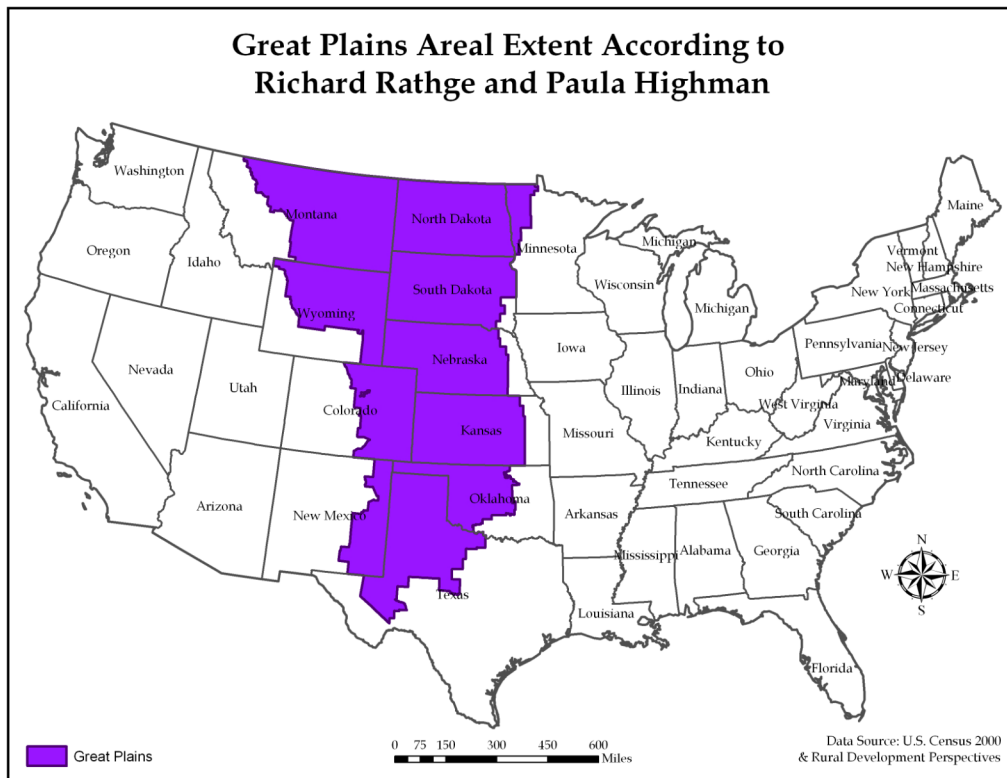 Great Plains Areal Extent According to
Richard Rathge and Paula Highman
Washington
Montana
North Dakota
Minnesota
Michigan
Maine
Oregon
Idaho
Vermont
New Hampshire
South Dakota
Wisconsin
Michigan
New York
Massachusetts
Connecticut
Wyoming
Iowa
Pennsylvania
New Jersey
Nebraska
Nevada
Utah
Colorado
Illinois
Indiana
Ohio
Maryland
Delaware
California
West Virginia
Virginia
Kansas
Missouri
Kentucky
North Carolina
Tennessee
Arizona
New Mexico
Oklahoma
Arkansas
South Carolina
Mississippi
Alabama
Georgia
N
W
E
S
Texas
Louisiana
Florida
Great Plains
0 75 150 300 450 600
Miles
Data Source: U.S. Census 2000
& Rural Development Perspectives